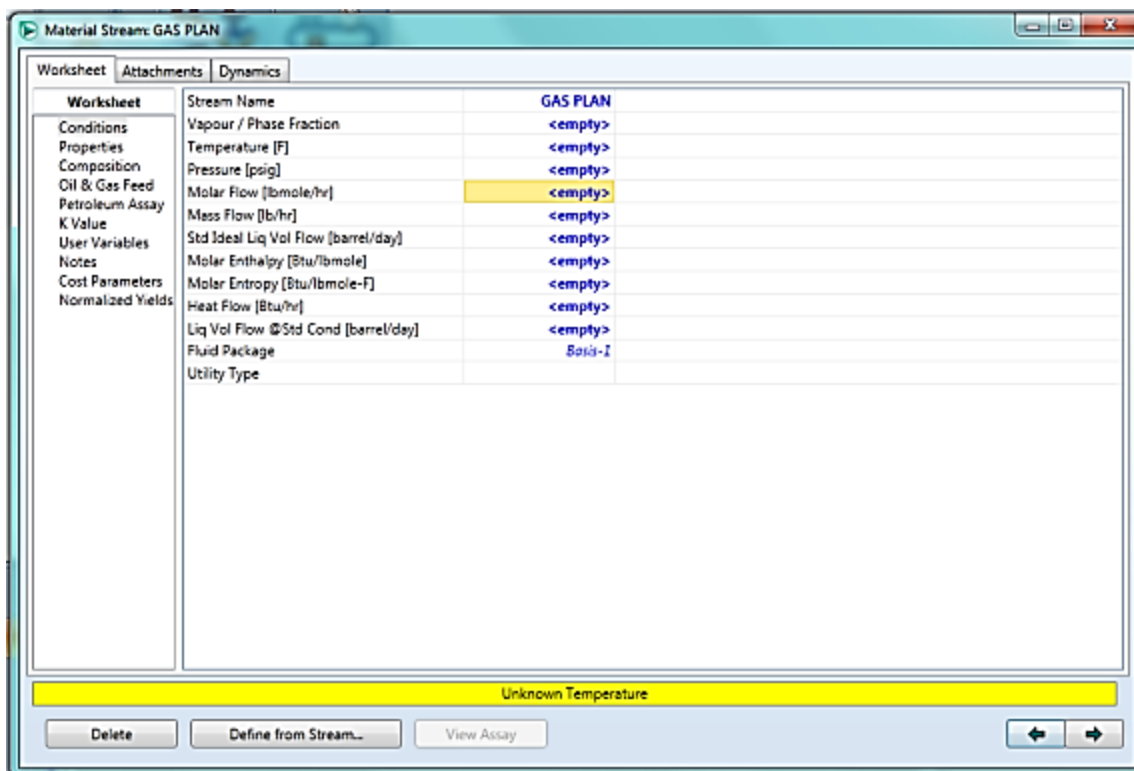 Material Stream: GAS PLAN
Worksheet Attachments Dynamics
Worksheet
Conditions
Properties
Composition
Oil & Gas Feed
Petroleum Assay
K Value
User Variables
Notes
Cost Parameters
Normalized Yields
Stream Name GAS PLAN
Vapour / Phase Fraction <empty>
Temperature [F] <empty>
Pressure [psig] <empty>
Molar Flow [lbmole/hr] <empty>
Mass Flow [lb/hr] <empty>
Std Ideal Liq Vol Flow [barrel/day] <empty>
Molar Enthalpy [Btu/lbmole] <empty>
Molar Entropy [Btu/lbmole-F] <empty>
Heat Flow [Btu/hr] <empty>
Liq Vol Flow @Std Cond [barrel/day] <empty>
Fluid Package Basis-1
Utility Type
Unknown Temperature
Delete Define from Stream... View Assay